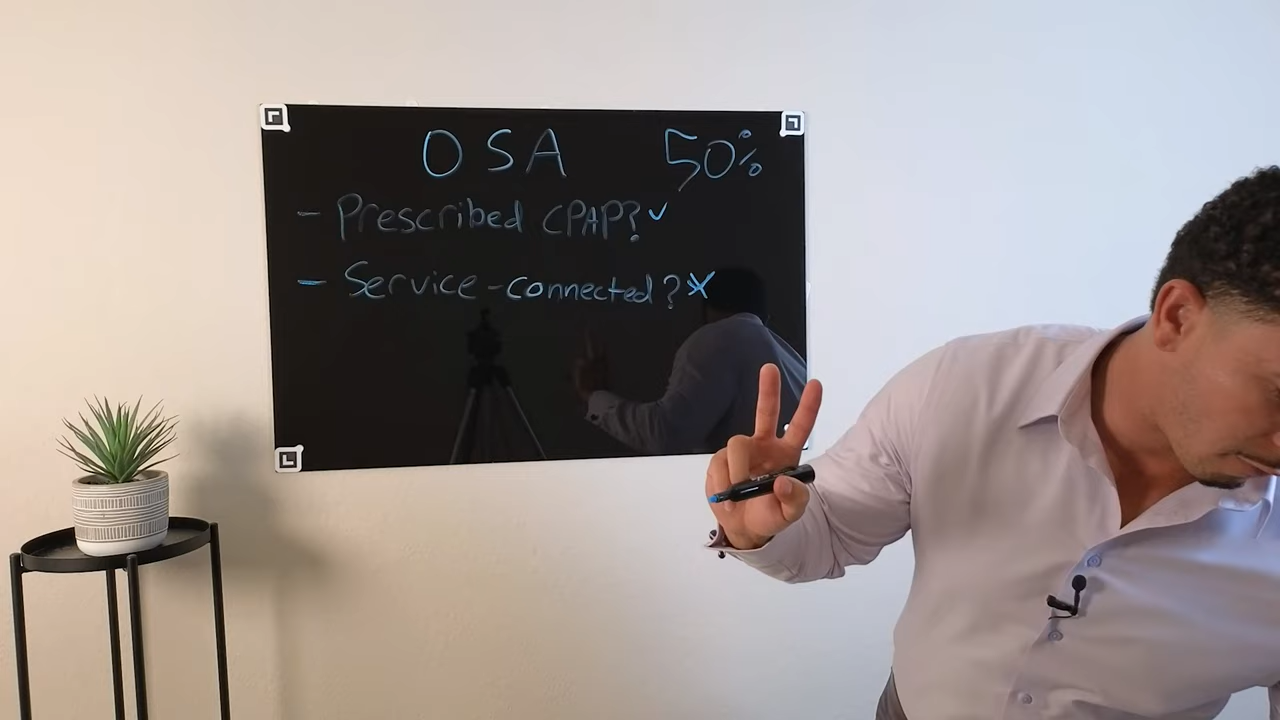 OSA 50%
- Prescribed CPAP? ✓
- Service-connected? X